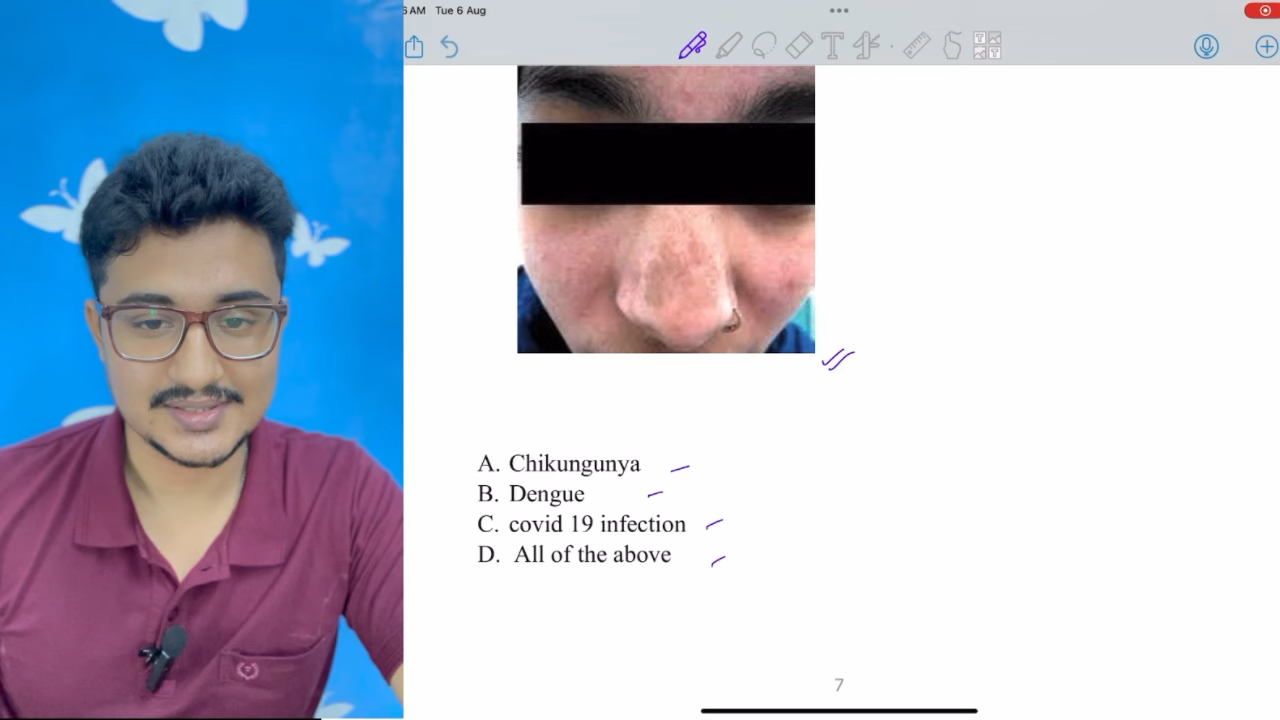 AM Tue 6 Aug
A. Chikungunya
B. Dengue
C. covid 19 infection
D. All of the above
7